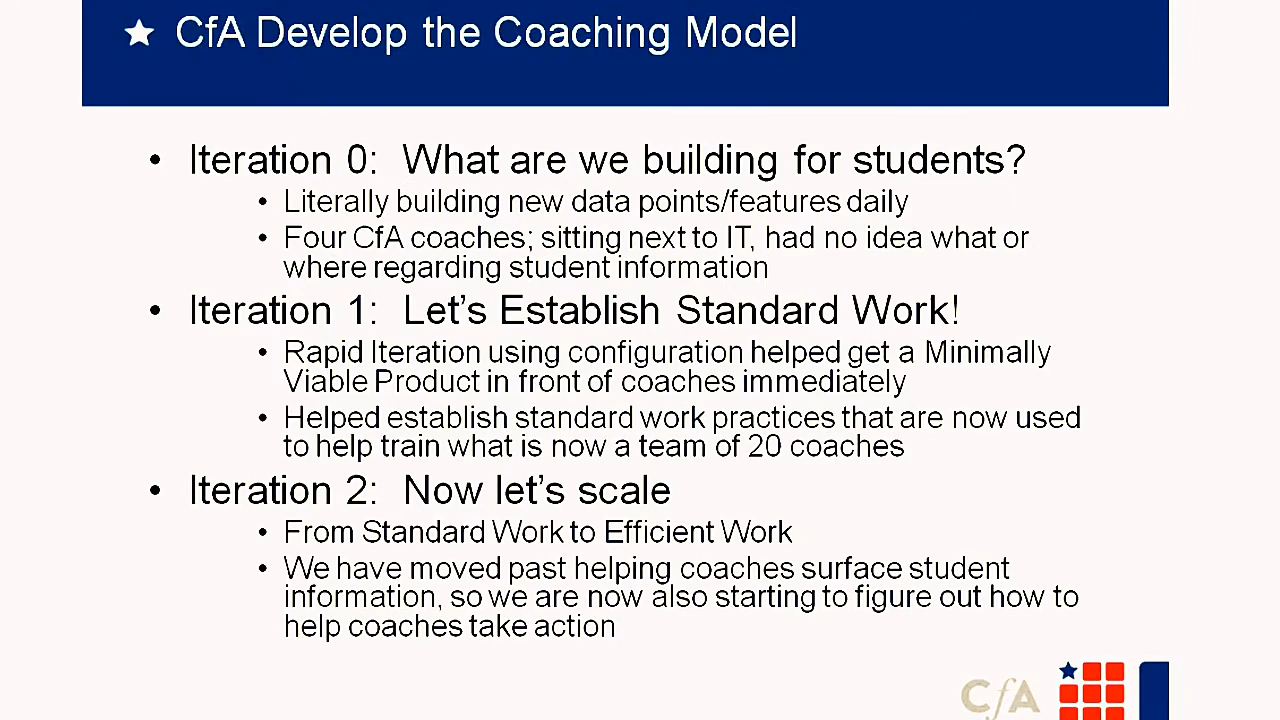 CfA Develop the Coaching Model
• Iteration 0: What are we building for students?
• Literally building new data points/features daily
• Four CfA coaches; sitting next to IT, had no idea what or
where regarding student information
• Iteration 1: Let’s Establish Standard Work!
• Rapid Iteration using configuration helped get a Minimally
Viable Product in front of coaches immediately
• Helped establish standard work practices that are now used
to help train what is now a team of 20 coaches
• Iteration 2: Now let’s scale
• From Standard Work to Efficient Work
• We have moved past helping coaches surface student
information, so we are now also starting to figure out how to
help coaches take action
CfA